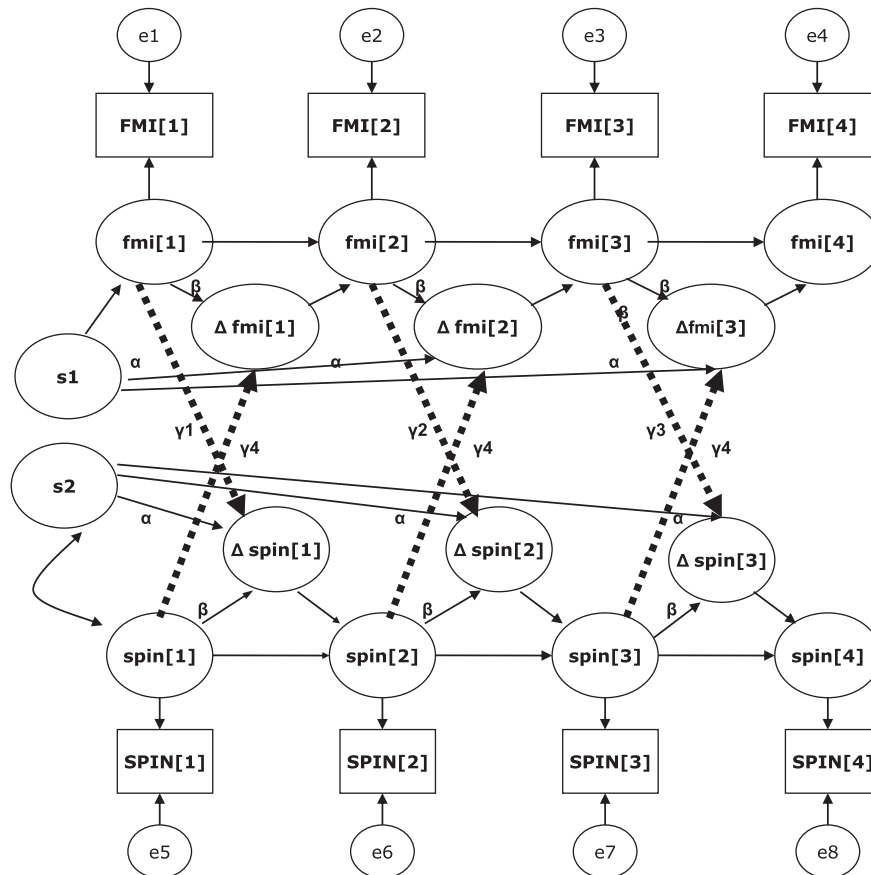 e1 e2 e3 e4
FMI[1] FMI[2] FMI[3] FMI[4]
fmi[1] fmi[2] fmi[3] fmi[4]
β β β
β
Δ fmi[1] Δ fmi[2] Δfmi[3]
α α α
s1
γ1 γ4 γ2 γ4 γ3 γ4
s2
α α α
Δ spin[1] Δ spin[2] Δ spin[3]
β β β
spin[1] spin[2] spin[3] spin[4]
SPIN[1] SPIN[2] SPIN[3] SPIN[4]
e5 e6 e7 e8